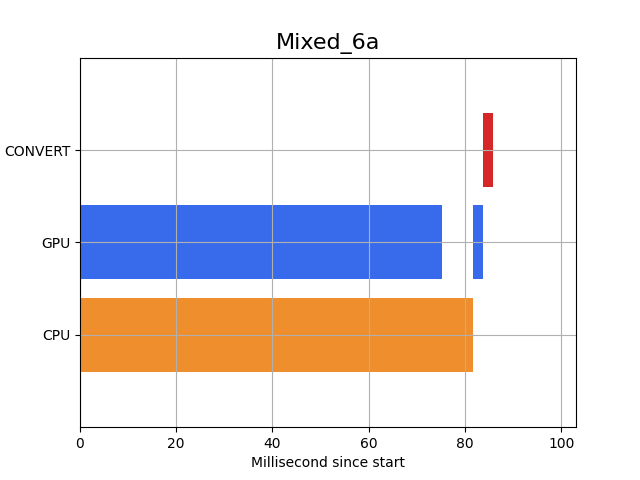 Mixed_6a
CONVERT
GPU
CPU
0 20 40 60 80 100
Millisecond since start